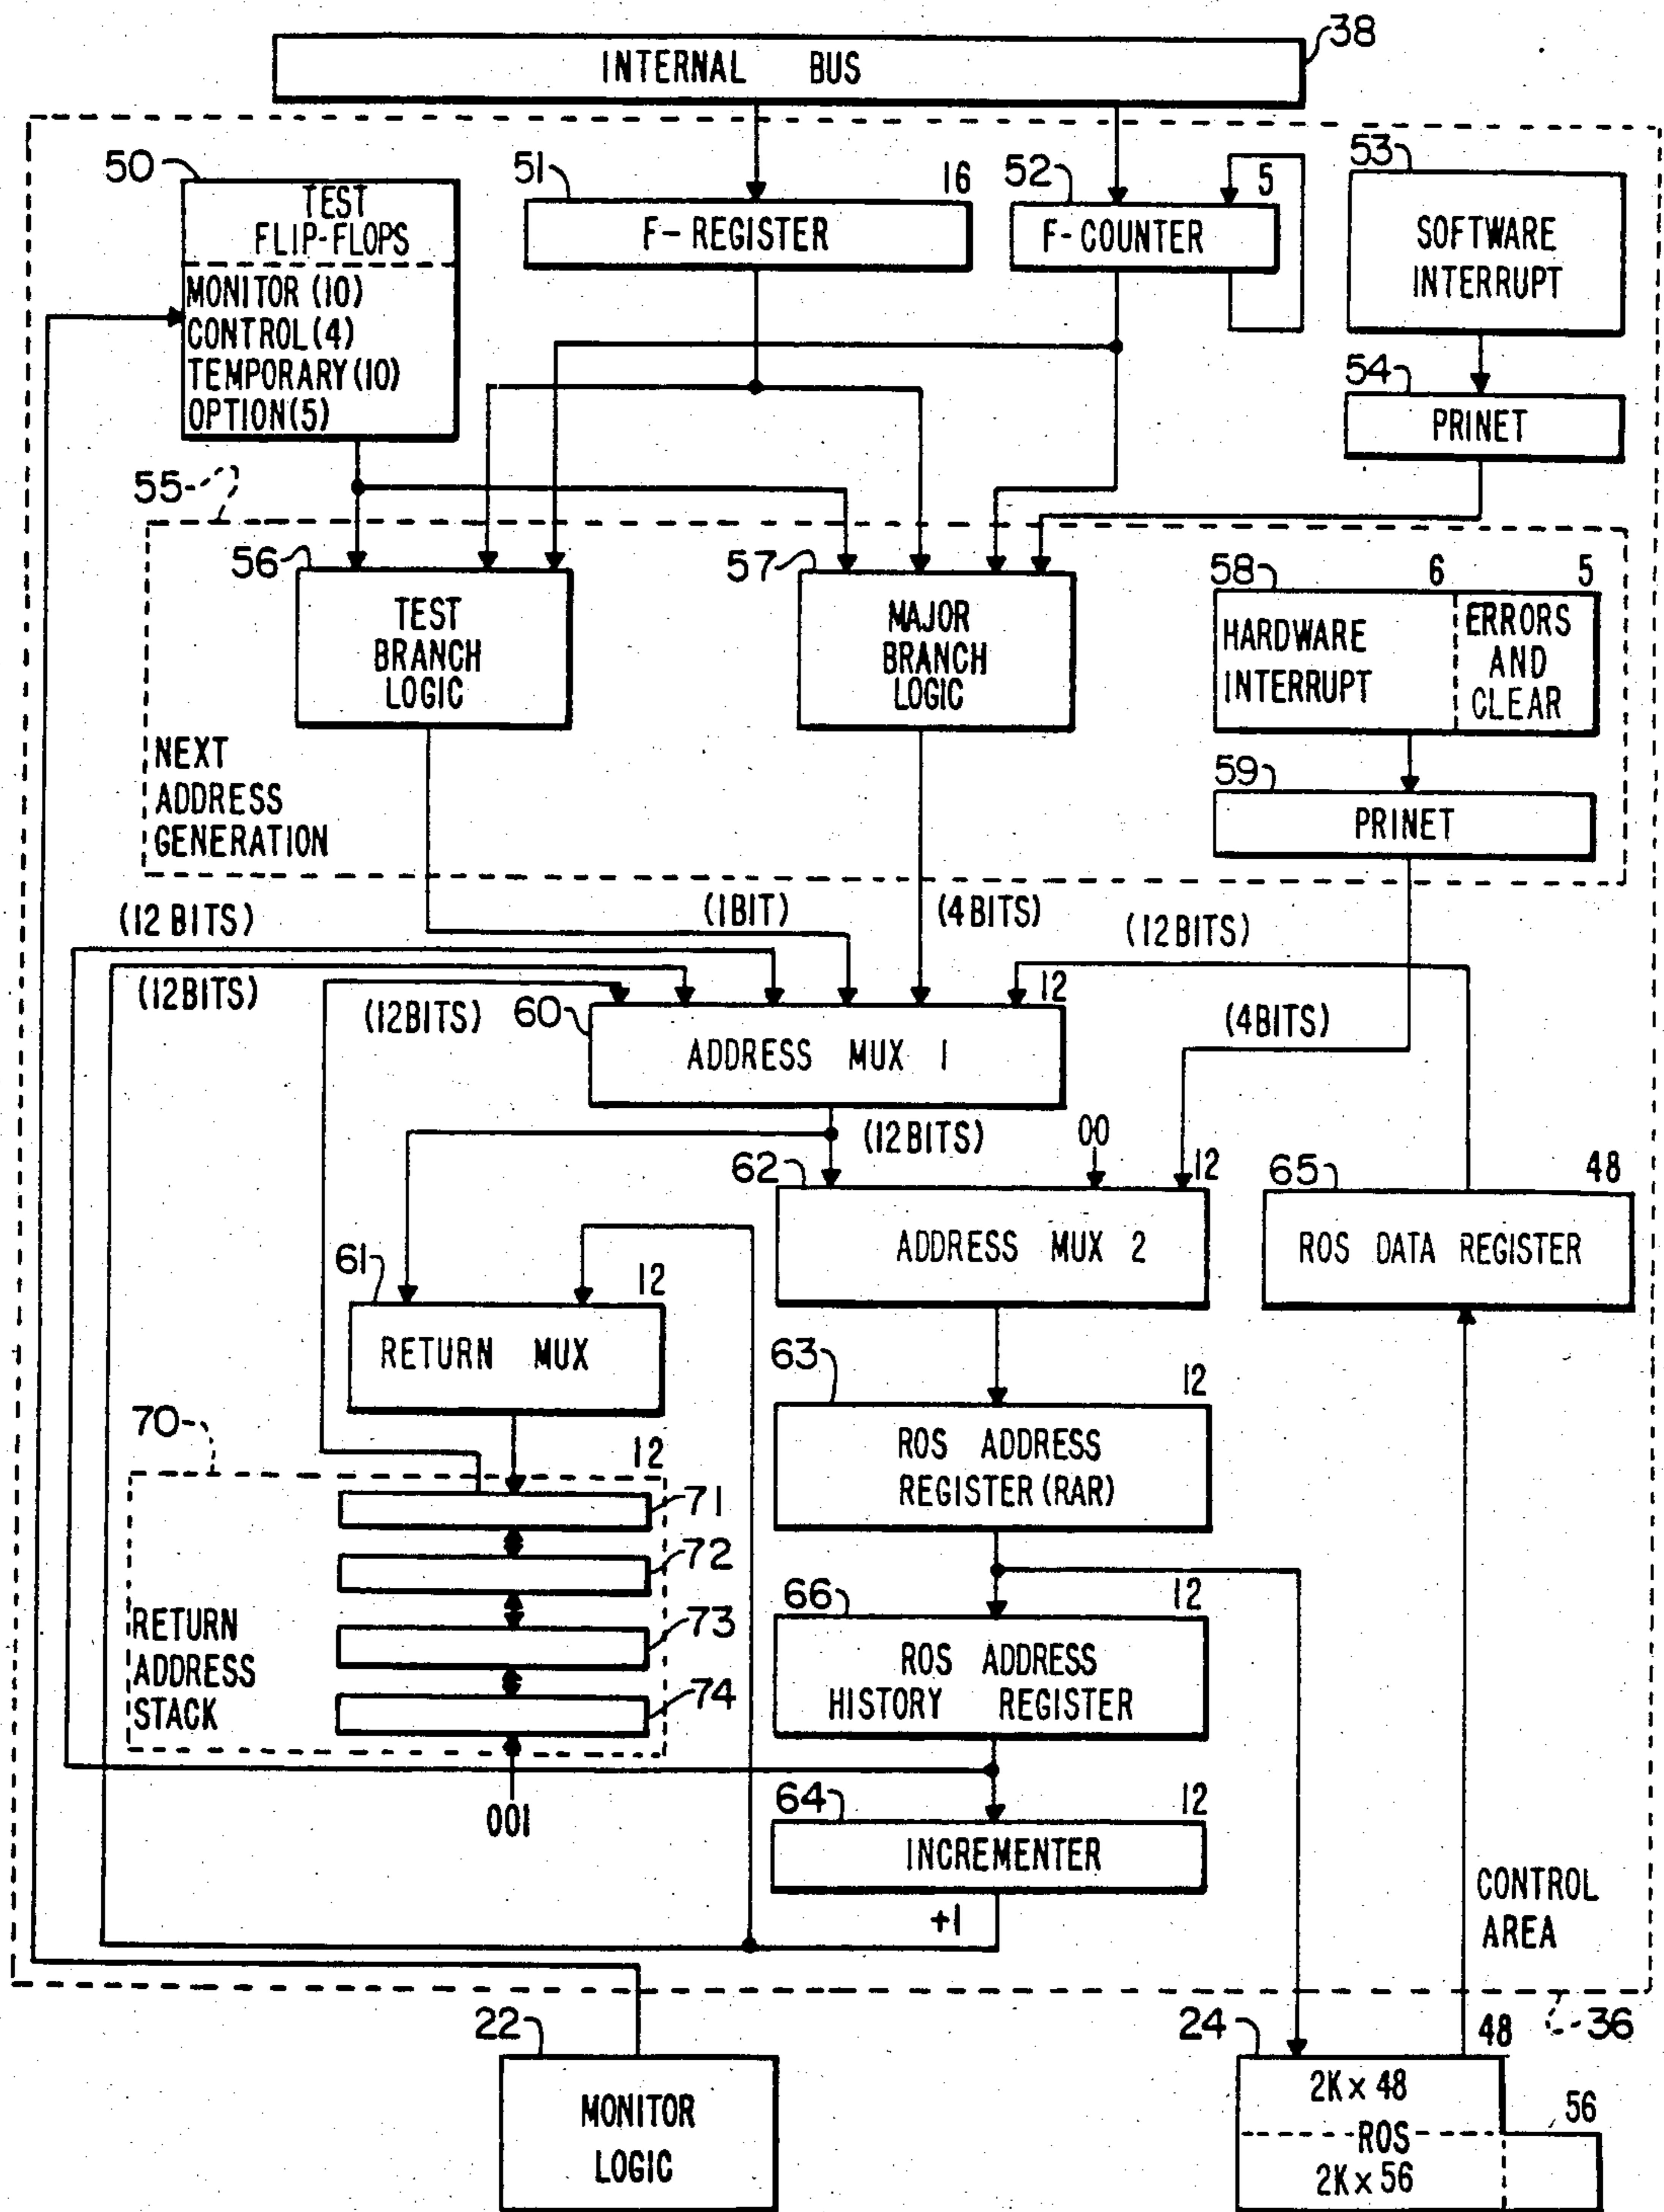 38
INTERNAL BUS
50
TEST
FLIP-FLOPS
MONITOR (10)
CONTROL (4)
TEMPORARY (10)
OPTION (5)
51
16
F-REGISTER
52
5
F-COUNTER
53
SOFTWARE
INTERRUPT
54
PRINET
55
56
TEST
BRANCH
LOGIC
57
MAJOR
BRANCH
LOGIC
58
6
5
HARDWARE
INTERRUPT
ERRORS
AND
CLEAR
59
PRINET
NEXT
ADDRESS
GENERATION
(12 BITS)
(1BIT)
(4BITS)
(12BITS)
(12BITS)
(12BITS)
60
12
ADDRESS MUX 1
(4BITS)
(12BITS)
00
62
12
ADDRESS MUX 2
65
48
ROS DATA REGISTER
61
12
RETURN MUX
63
12
ROS ADDRESS
REGISTER (RAR)
70
12
71
72
73
74
RETURN
ADDRESS
STACK
001
66
12
ROS ADDRESS
HISTORY REGISTER
64
12
INCREMENTER
+1
CONTROL
AREA
36
22
MONITOR
LOGIC
24
48
2K x 48
56
ROS
2K x 56